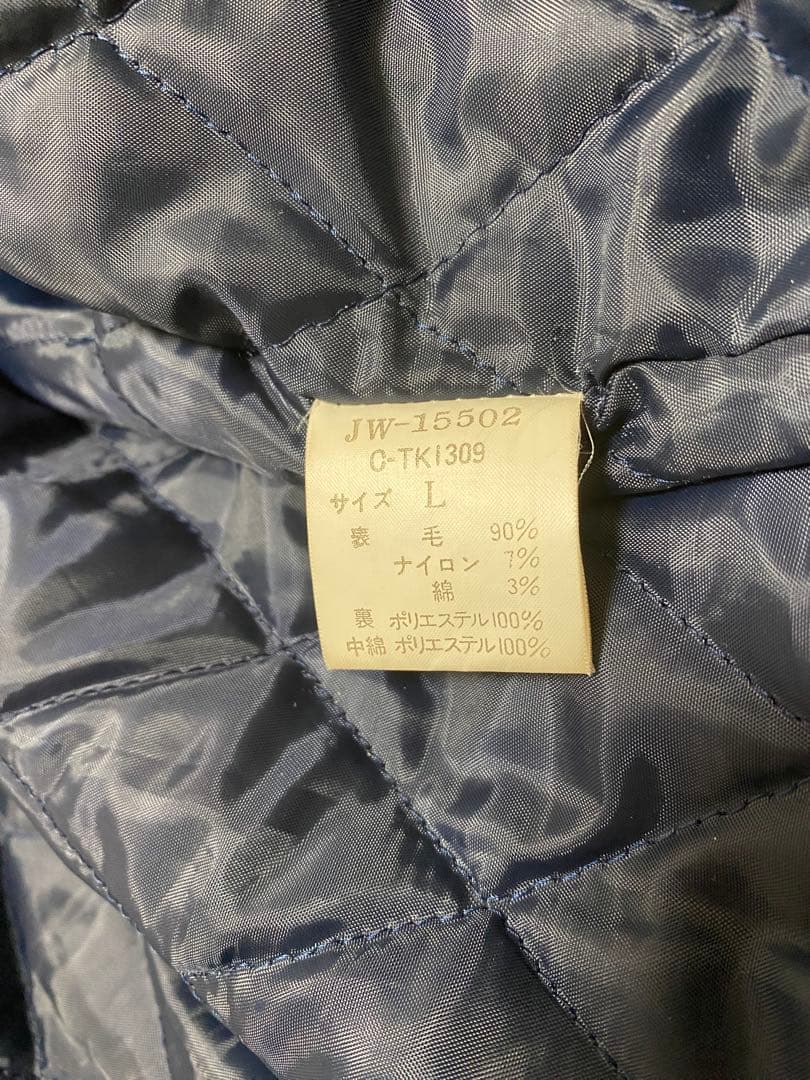 JW-15502
C-TK1309
サイズ L
表 毛 90%
ナイロン 7%
綿 3%
裏 ポリエステル100%
中綿 ポリエステル100%